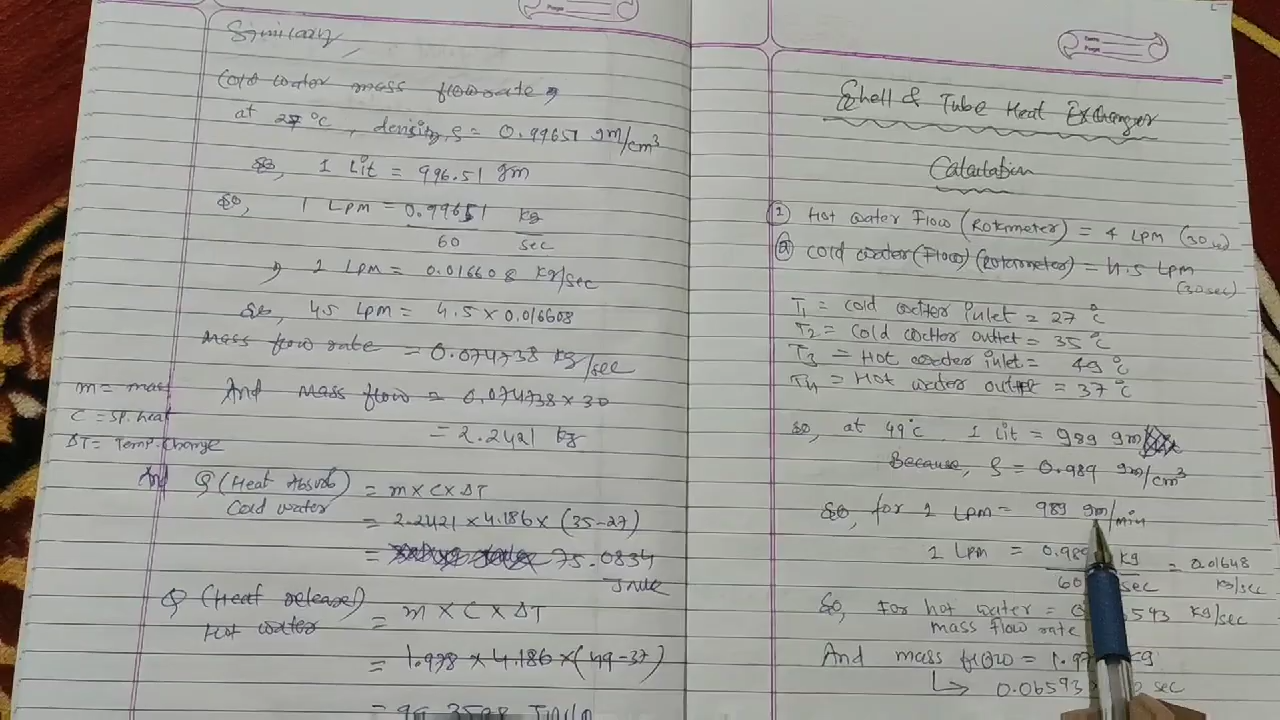 Similarly,
Cold water mass flow rate,
at 27 °C, density, ρ = 0.99651 gm/cm³
So, 1 Lit = 996.51 gm
So, 1 LPM = 0.99651 kg
60 sec
⇒ 1 LPM = 0.016608 kg/sec
So, 4.5 LPM = 4.5 × 0.016608
Mass flow rate = 0.074738 kg/sec
And Mass flow = 0.074738 × 30
= 2.2421 kg
m = mass
C = SP. heat
ΔT = Temp. Change
And Q (Heat Absorb) = m × C × ΔT
Cold water
= 2.2421 × 4.186 × (35-27)
= 75.0834
Joule
Q (Heat released) = m × C × ΔT
Hot water
= 1.978 × 4.186 × (49-37)
Shell & Tube Heat Exchanger
Calculation
① Hot water Flow (Rotameter) = 4 LPM (30 sec)
② Cold water (Flow) (Rotameter) = 4.5 LPM
(30 sec)
T1 = Cold water inlet = 27 °C
T2 = Cold water outlet = 35 °C
T3 = Hot water inlet = 49 °C
T4 = Hot water outlet = 37 °C
So, at 49 °C 1 Lit = 989 gm
Because, ρ = 0.989 gm/cm³
So, for 1 LPM = 989 gm/min
1 LPM = 0.989 kg = 0.01648
60 sec kg/sec
So, For hot water = 593 kg/sec
mass flow rate
And mass flow = 1.97 kg
↳ 0.06593 sec